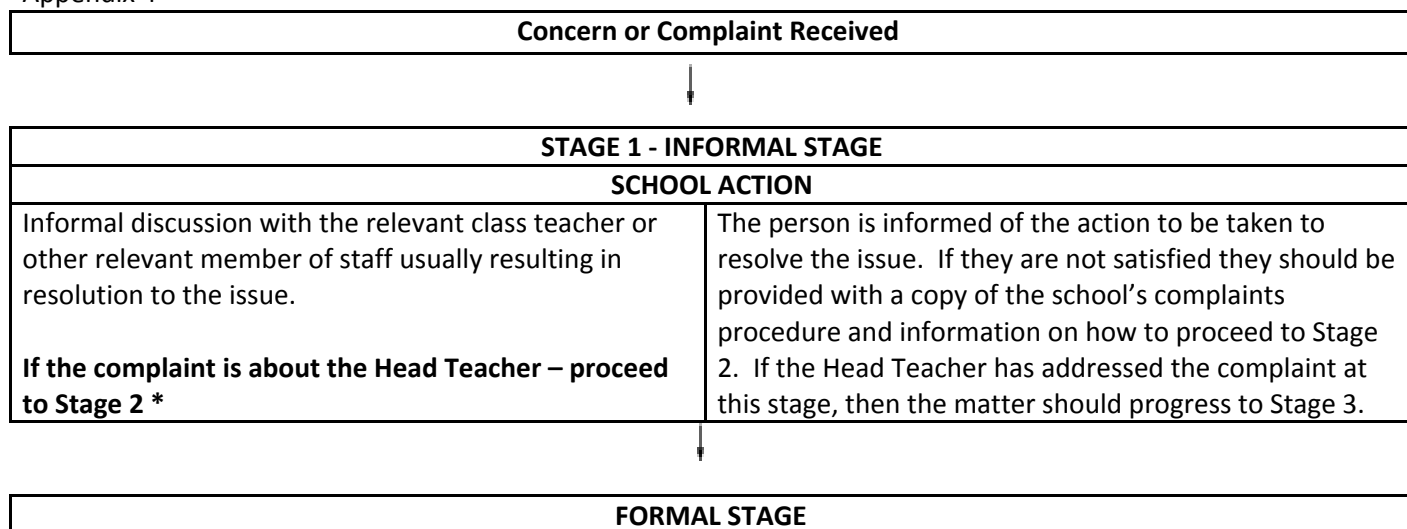 Concern or Complaint Received
STAGE 1 - INFORMAL STAGE
SCHOOL ACTION
Informal discussion with the relevant class teacher or
other relevant member of staff usually resulting in
resolution to the issue.
If the complaint is about the Head Teacher – proceed
to Stage 2 *
The person is informed of the action to be taken to
resolve the issue.  If they are not satisfied they should be
provided with a copy of the school’s complaints
procedure and information on how to proceed to Stage
2.  If the Head Teacher has addressed the complaint at
this stage, then the matter should progress to Stage 3.
FORMAL STAGE